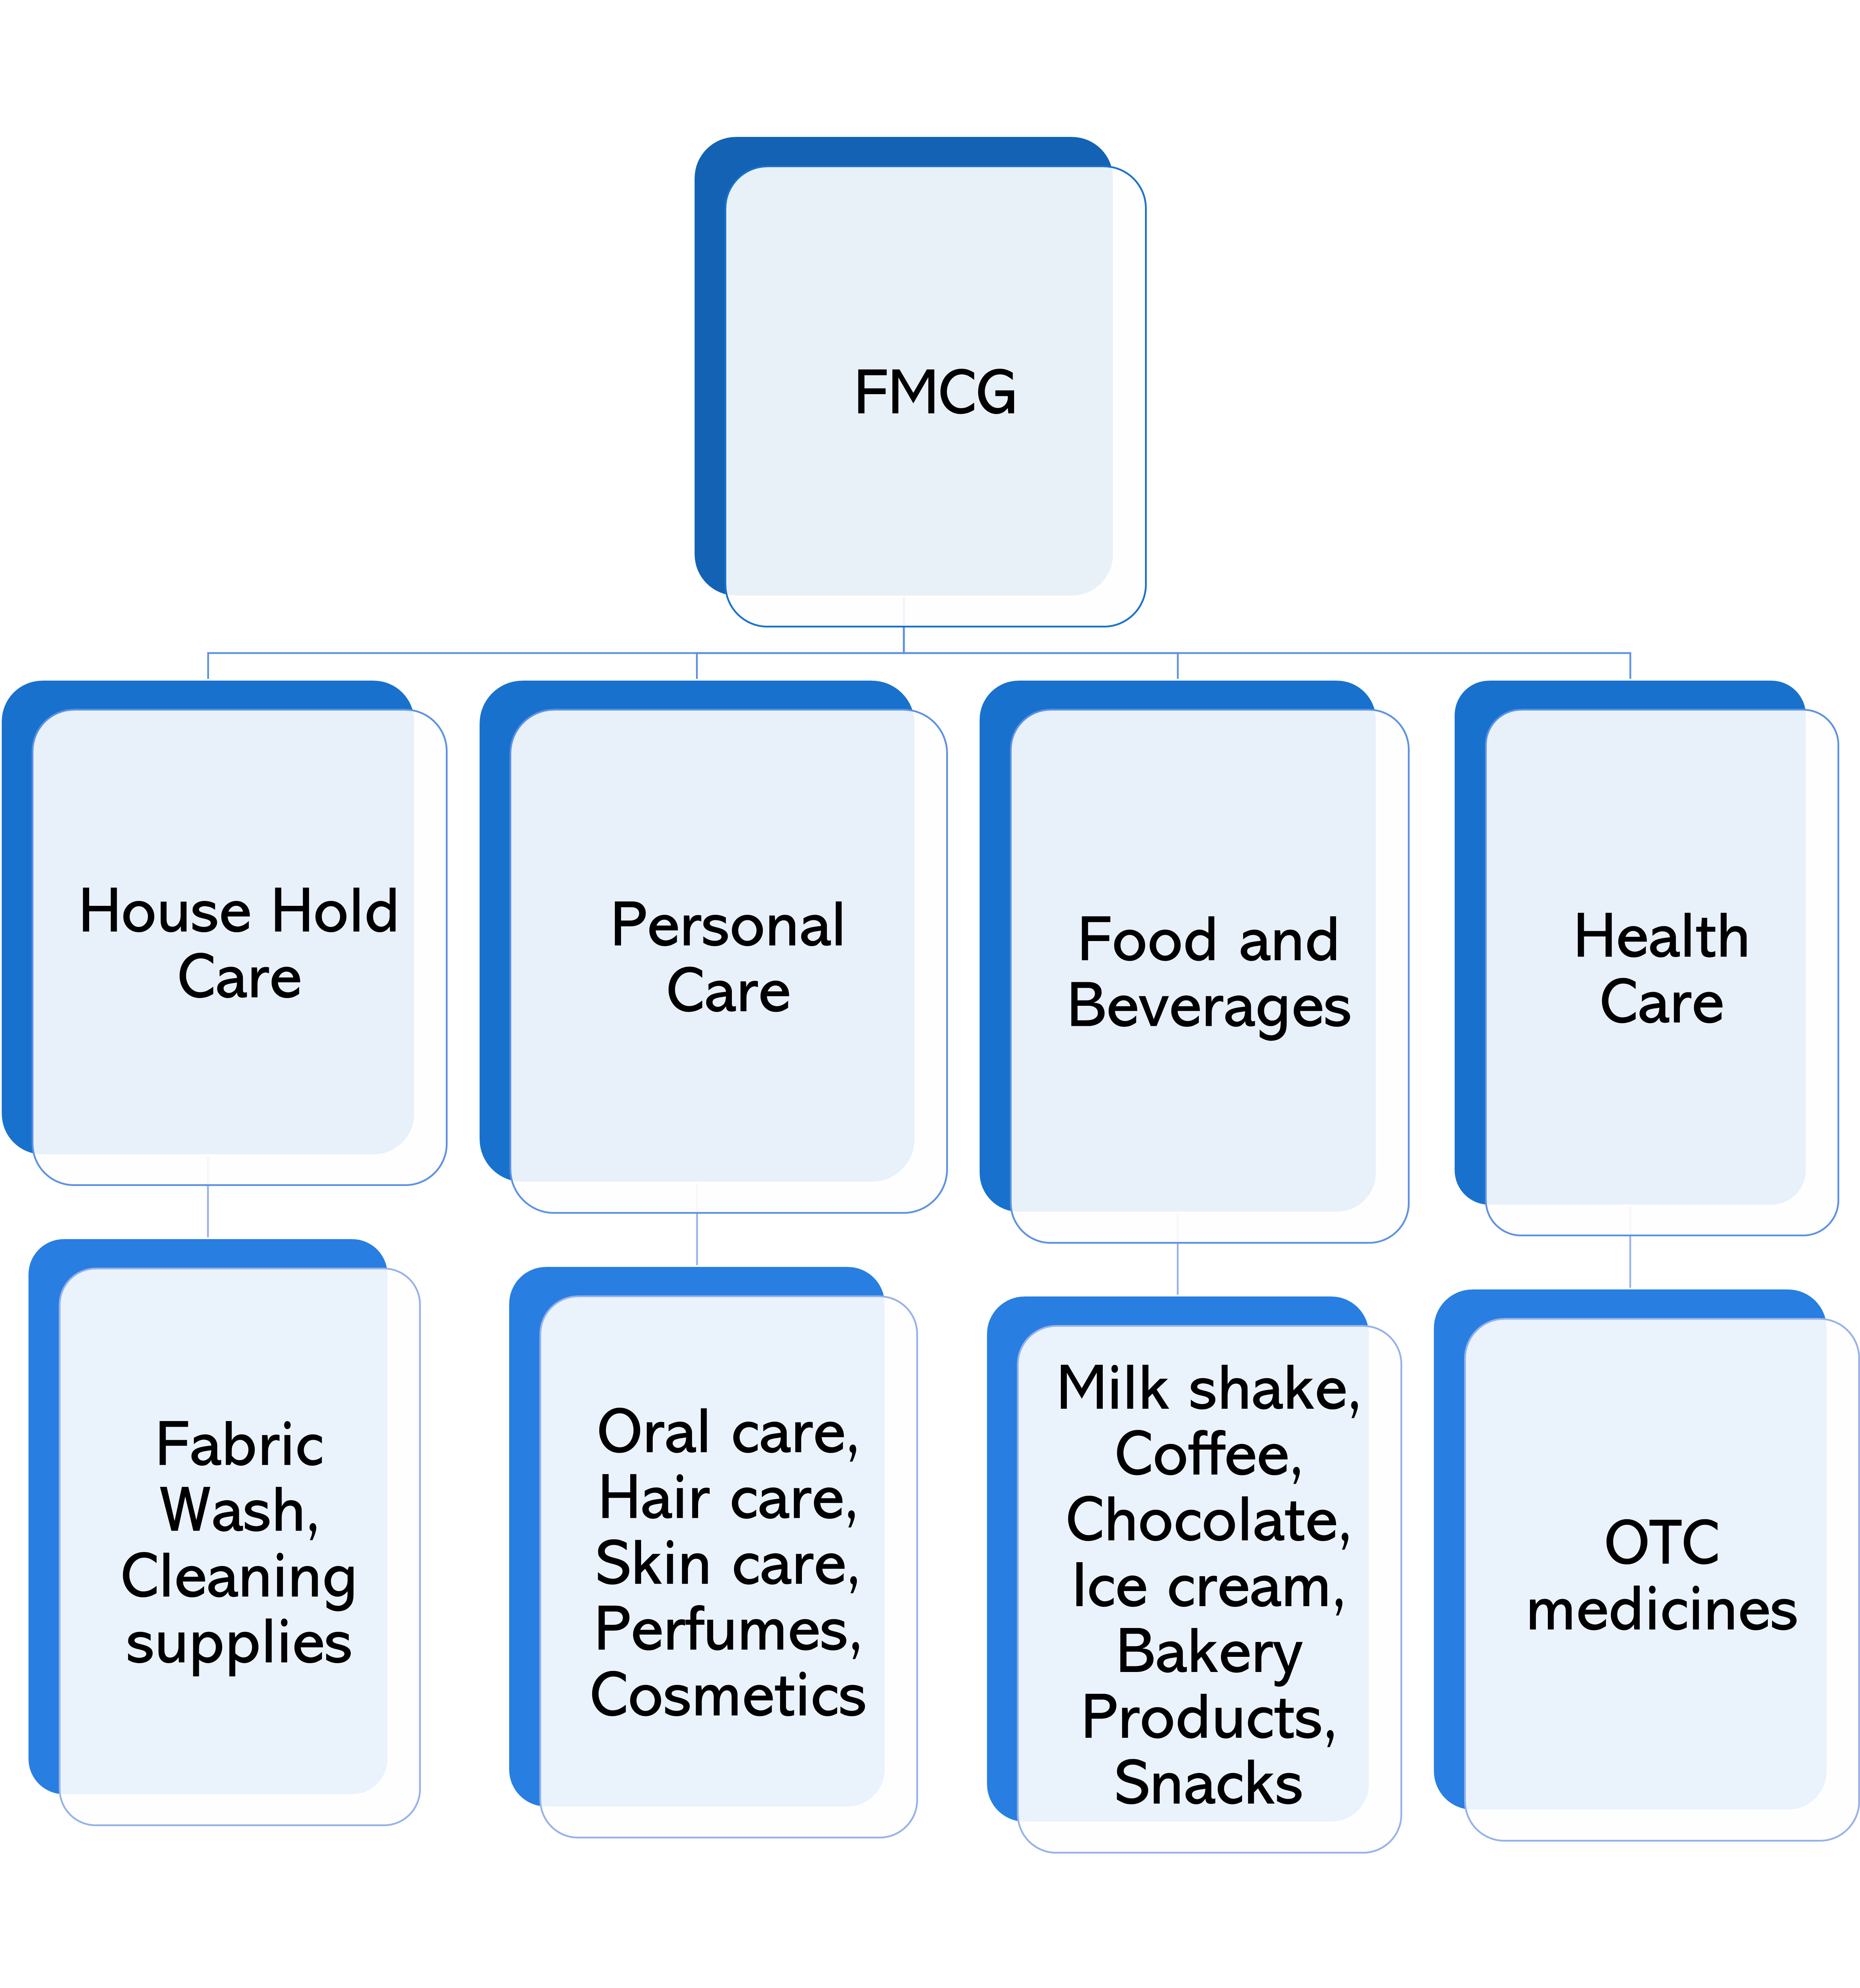 FMCG
House Hold
Care
Personal
Care
Food and
Beverages
Health
Care
Fabric
Wash,
Cleaning
supplies
Oral care,
Hair care,
Skin care,
Perfumes,
Cosmetics
Milk shake,
Coffee,
Chocolate,
Ice cream,
Bakery
Products,
Snacks
OTC
medicines